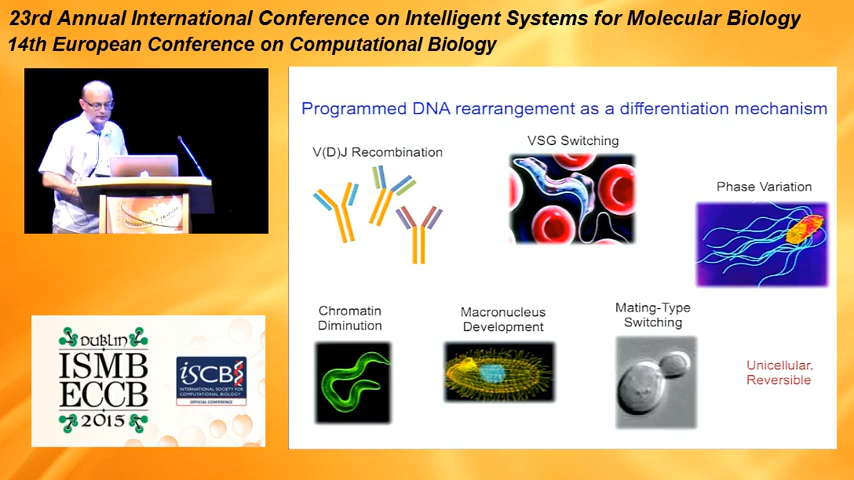 23rd Annual International Conference on Intelligent Systems for Molecular Biology
14th European Conference on Computational Biology
Programmed DNA rearrangement as a differentiation mechanism
V(D)J Recombination
VSG Switching
Phase Variation
Chromatin
Diminution
Macronucleus
Development
Mating-Type
Switching
Unicellular,
Reversible
DUBLIN
ISMB
ECCB
2015
ISCB
INTERNATIONAL SOCIETY FOR
COMPUTATIONAL BIOLOGY
OFFICIAL CONFERENCE